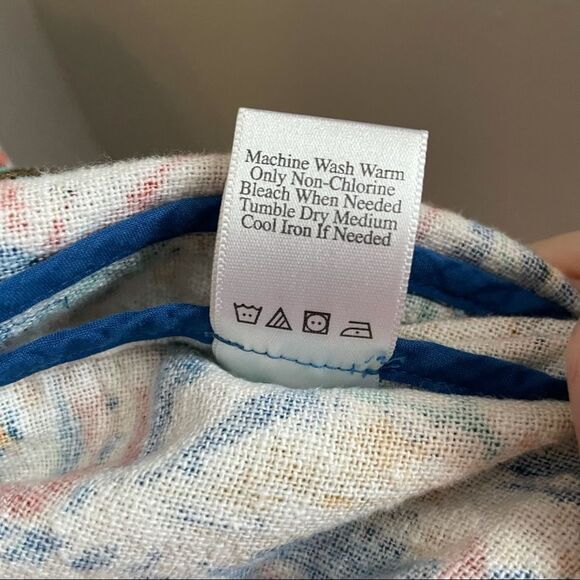 Machine Wash Warm
Only Non-Chlorine
Bleach When Needed
Tumble Dry Medium
Cool Iron If Needed